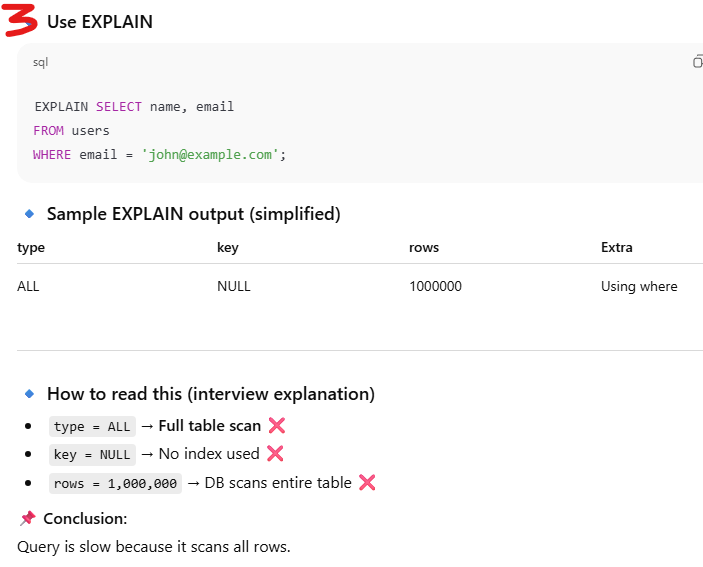 3 Use EXPLAIN
sql
EXPLAIN SELECT name, email
FROM users
WHERE email = 'john@example.com';
🔹 Sample EXPLAIN output (simplified)
type key rows Extra
ALL NULL 1000000 Using where
🔹 How to read this (interview explanation)
• type = ALL → Full table scan ❌
• key = NULL → No index used ❌
• rows = 1,000,000 → DB scans entire table ❌
📌 Conclusion:
Query is slow because it scans all rows.